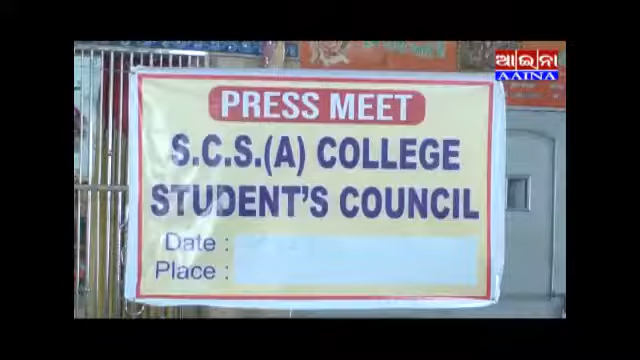 ଆଇନା
AAINA
PRESS MEET
S.C.S.(A) COLLEGE
STUDENT'S COUNCIL
Date :
Place :